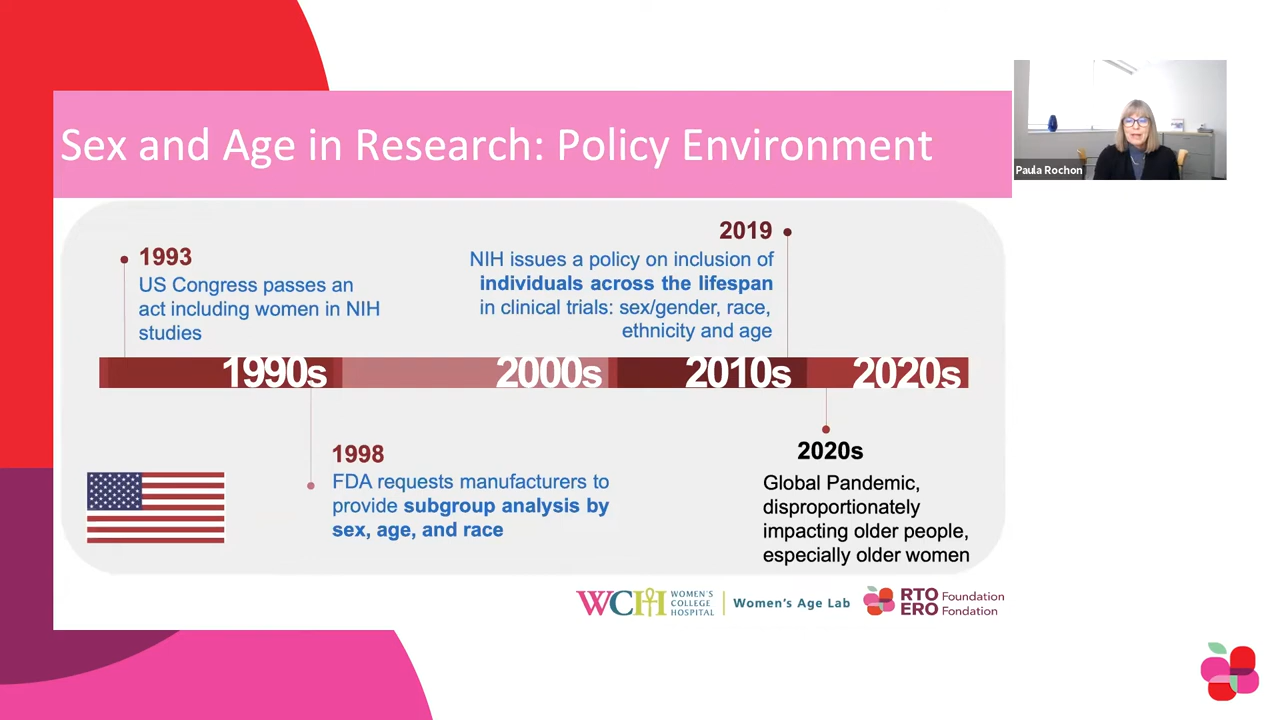 Sex and Age in Research: Policy Environment
Paula Rochon
1993
US Congress passes an
act including women in NIH
studies
2019
NIH issues a policy on inclusion of
individuals across the lifespan
in clinical trials: sex/gender, race,
ethnicity and age
1990s
2000s
2010s
2020s
1998
FDA requests manufacturers to
provide subgroup analysis by
sex, age, and race
2020s
Global Pandemic,
disproportionately
impacting older people,
especially older women
WCH
WOMEN'S
COLLEGE
HOSPITAL
Women's Age Lab
RTO Foundation
ERO Fondation